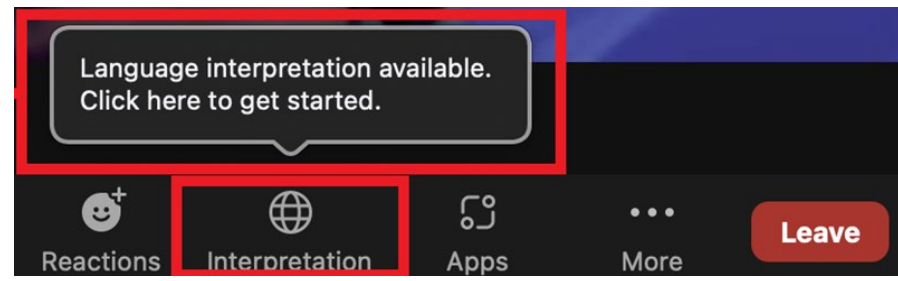 Language interpretation available.
Click here to get started.
Reactions
Interpretation
Apps
More
Leave